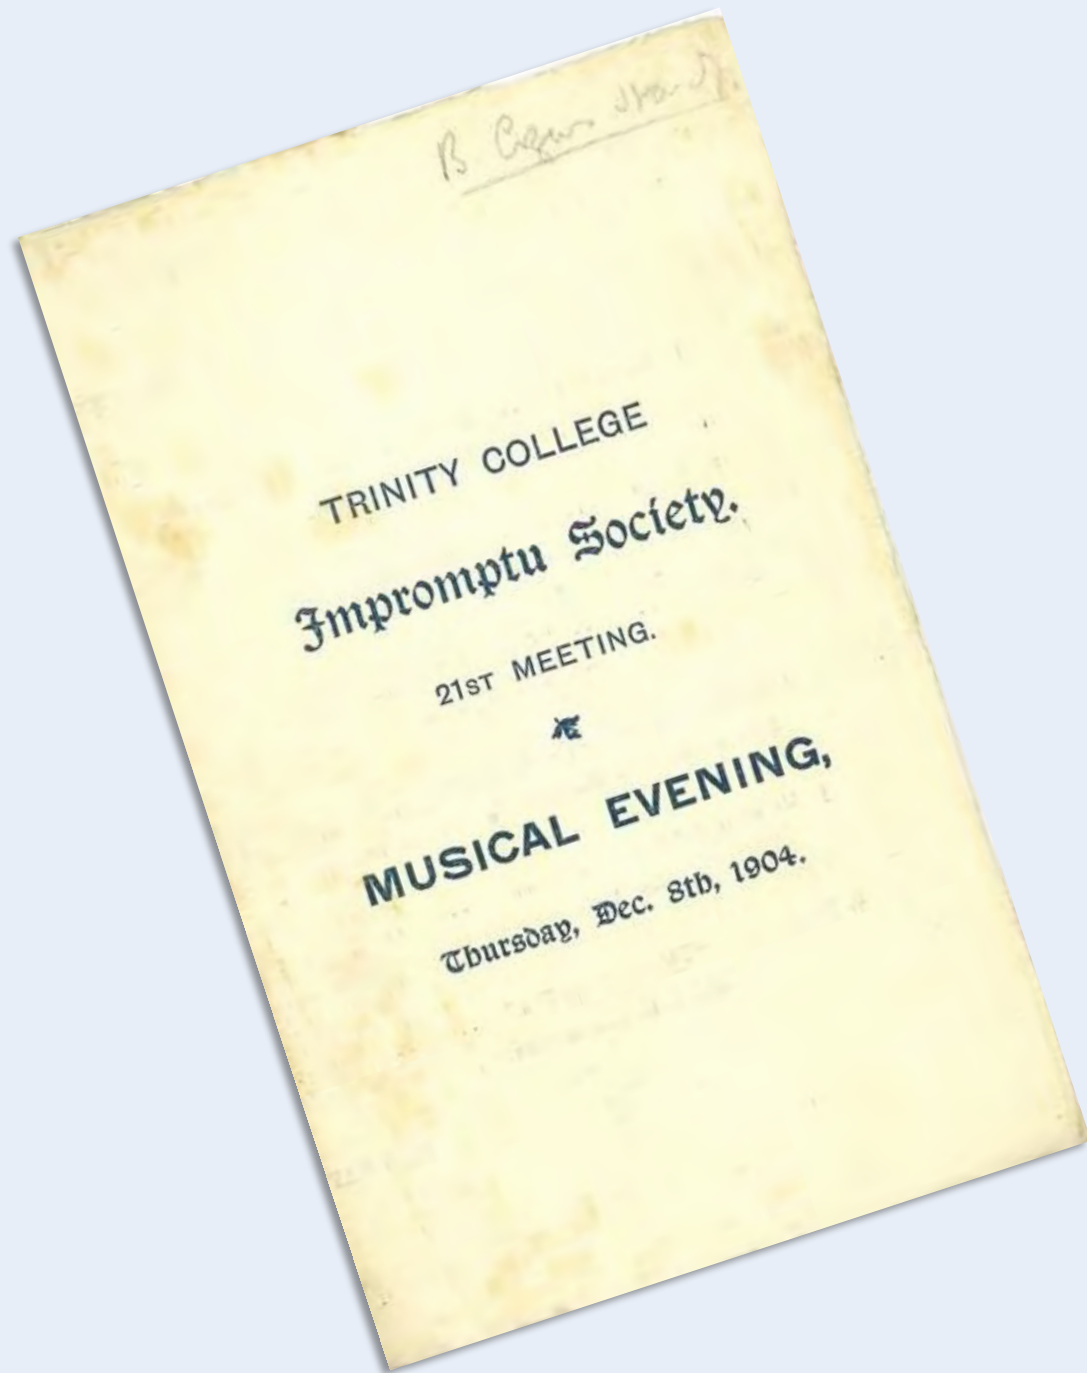 B
TRINITY COLLEGE
Impromptu Society.
21ST MEETING.
MUSICAL EVENING,
Thursday, Dec. 8th, 1904.